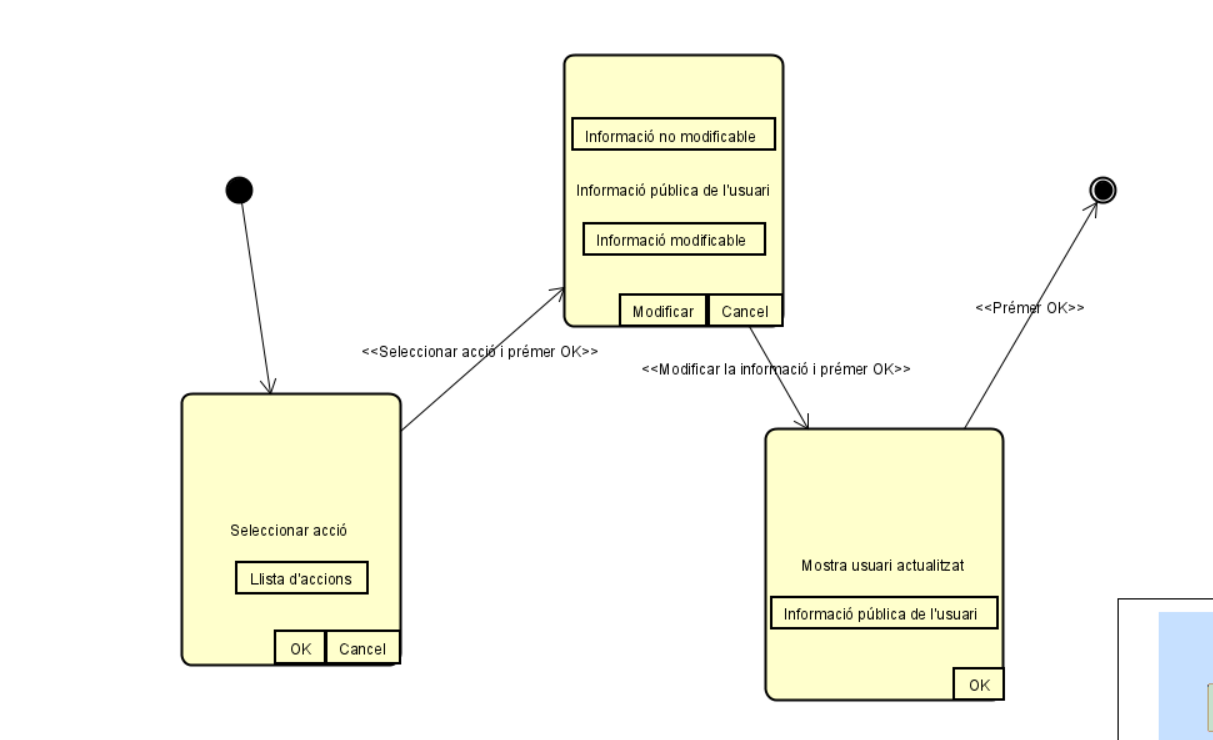 Informació no modificable
Informació pública de l'usuari
Informació modificable
Modificar
Cancel
<<Prémer OK>>
<<Seleccionar acció i prémer OK>>
<<Modificar la informació i prémer OK>>
Seleccionar acció
Llista d'accions
OK
Cancel
Mostra usuari actualitzat
Informació pública de l'usuari
OK